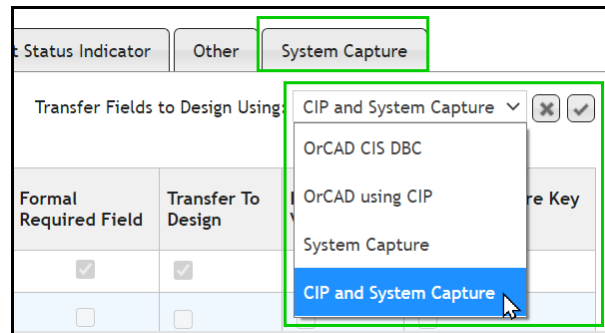 t Status Indicator
Other
System Capture
Transfer Fields to Design Using:
CIP and System Capture
OrCAD CIS DBC
OrCAD using CIP
System Capture
CIP and System Capture
Formal
Required Field
Transfer To
Design
re Key